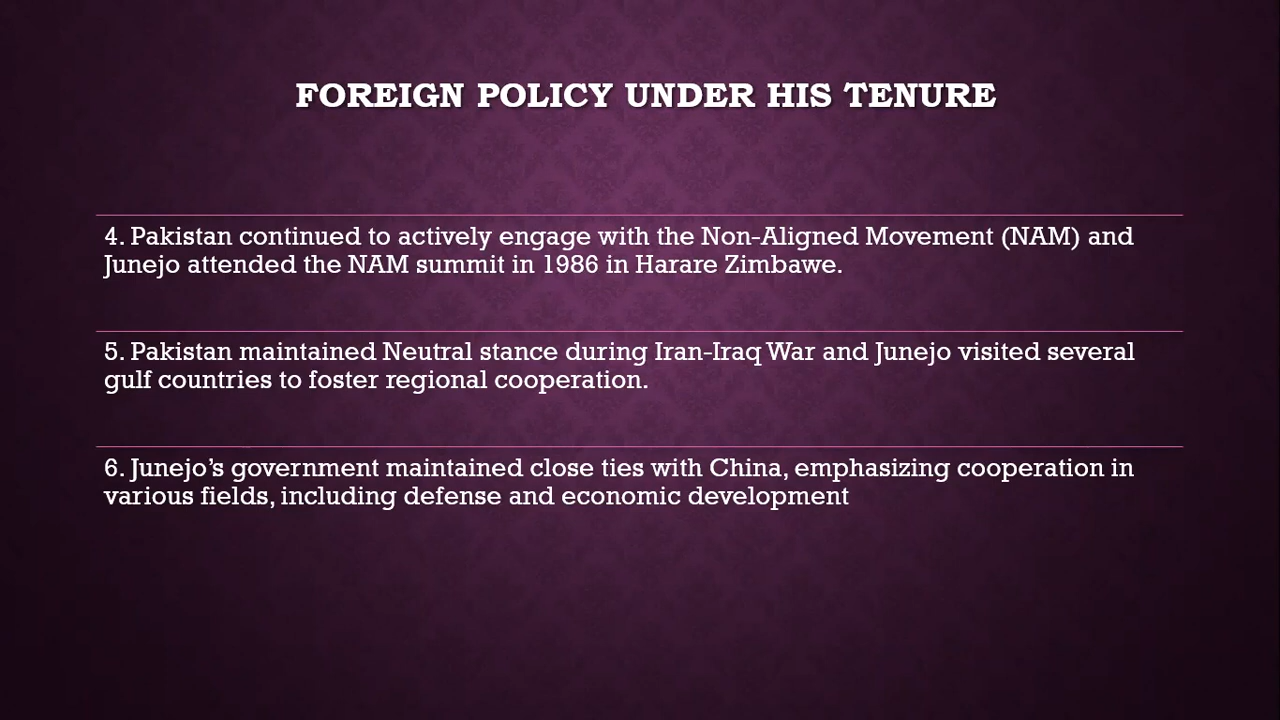 FOREIGN POLICY UNDER HIS TENURE
4. Pakistan continued to actively engage with the Non-Aligned Movement (NAM) and
Junejo attended the NAM summit in 1986 in Harare Zimbawe.
5. Pakistan maintained Neutral stance during Iran-Iraq War and Junejo visited several
gulf countries to foster regional cooperation.
6. Junejo’s government maintained close ties with China, emphasizing cooperation in
various fields, including defense and economic development